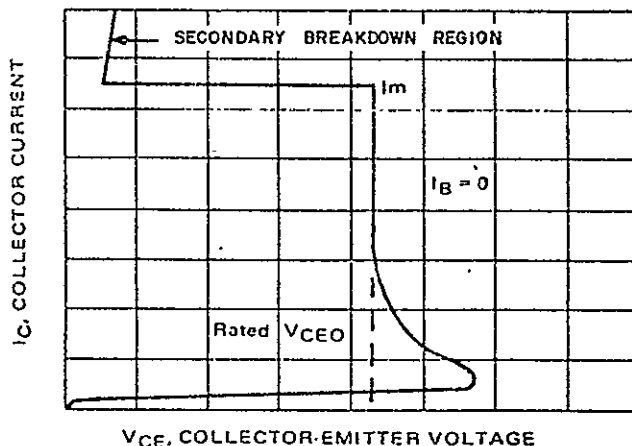 SECONDARY BREAKDOWN REGION
Im
IB = 0
Rated VCEO
IC, COLLECTOR CURRENT
VCE, COLLECTOR-EMITTER VOLTAGE